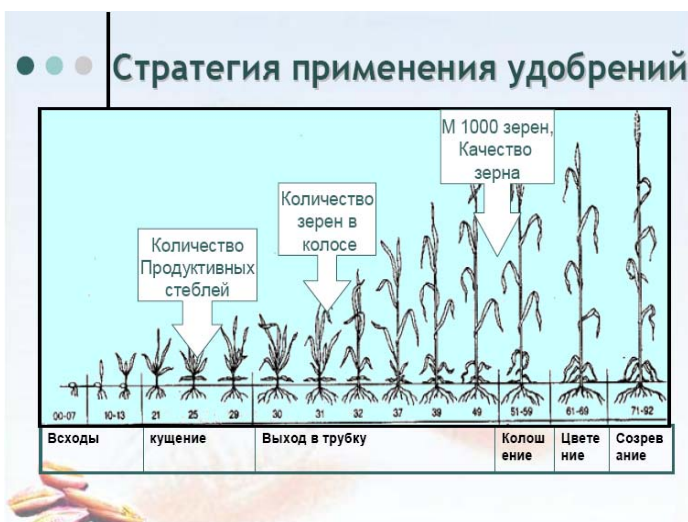 Стратегия применения удобрений
М 1000 зерен,
Качество
зерна
Количество
зерен в
колосе
Количество
Продуктивных
стеблей
00-07 10-13 21 25 29 30 31 32 37 39 49 51-59 61-69 71-92
Всходы кущение Выход в трубку Колош Цвете Созрев
ение ние ание